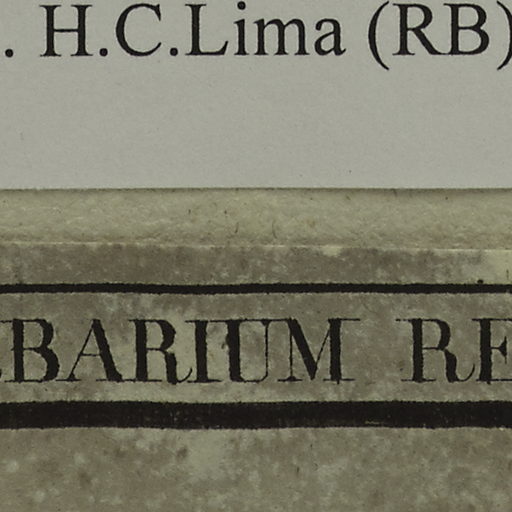 . H.C.Lima (RB)
BARIUM RE